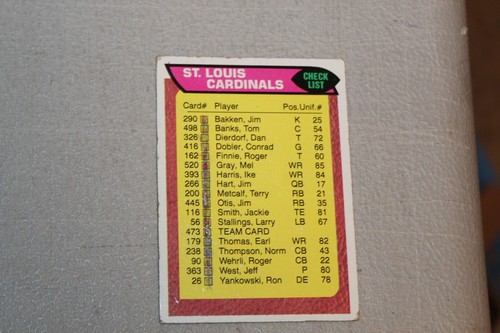 ST. LOUIS
CARDINALS
CHECK
LIST
Card# Player Pos. Unif.#
290 Bakken, Jim K 25
498 Banks, Tom C 54
326 Dierdorf, Dan T 72
416 Dobler, Conrad G 66
162 Finnie, Roger T 60
520 Gray, Mel WR 85
393 Harris, Ike WR 84
266 Hart, Jim QB 17
200 Metcalf, Terry RB 21
445 Otis, Jim RB 35
116 Smith, Jackie TE 81
56 Stallings, Larry LB 67
473 TEAM CARD
179 Thomas, Earl WR 82
238 Thompson, Norm CB 43
90 Wehrli, Roger CB 22
363 West, Jeff P 80
26 Yankowski, Ron DE 78